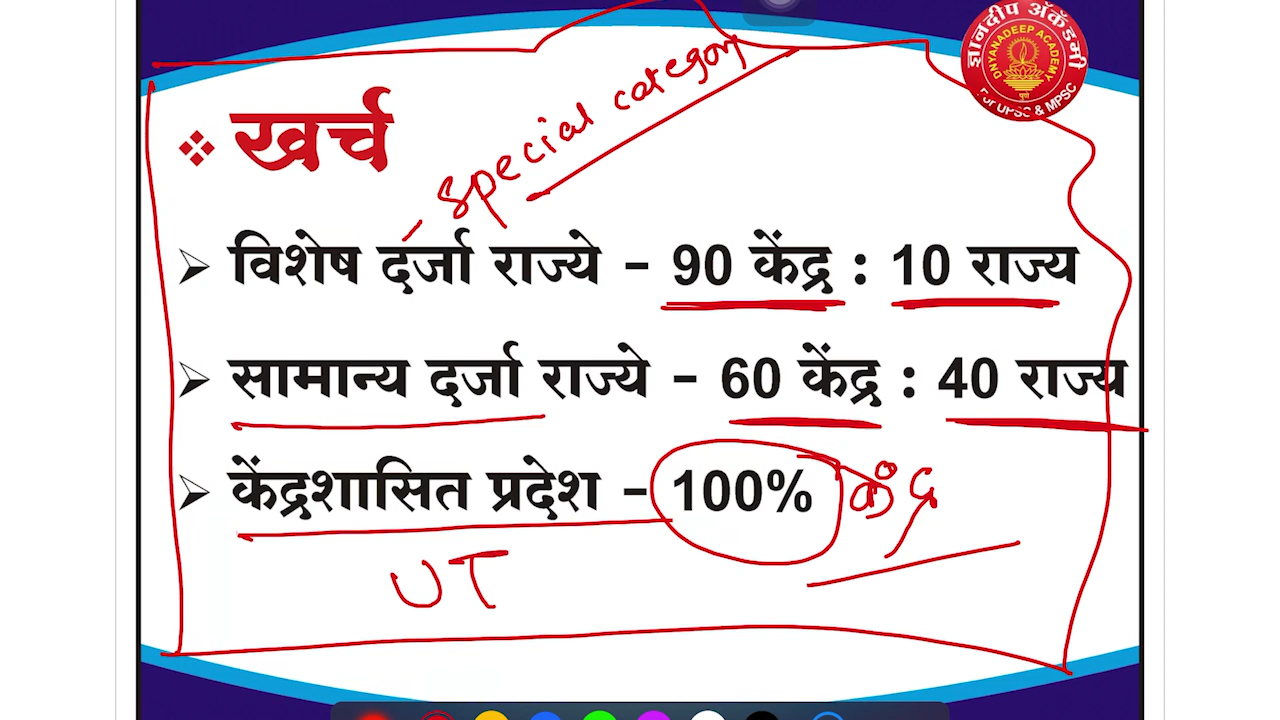 ज्ञानदीप अ‍ॅकॅडमी
DNYANADEEP ACADEMY
पुणे
For UPSC & MPSC
Special category
❖ खर्च
➢ विशेष दर्जा राज्ये - 90 केंद्र : 10 राज्य
➢ सामान्य दर्जा राज्ये - 60 केंद्र : 40 राज्य
➢ केंद्रशासित प्रदेश - 100% केंद्र
UT